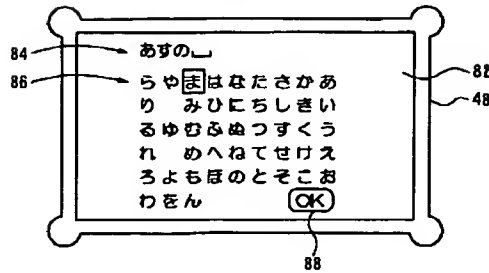 84 あすの
86 らやまはなたさかあ 82
り みひにちしきい 48
るゆむふぬつすくう
れ めへねてせけえ
ろよもほのとそこお
わをん OK
88